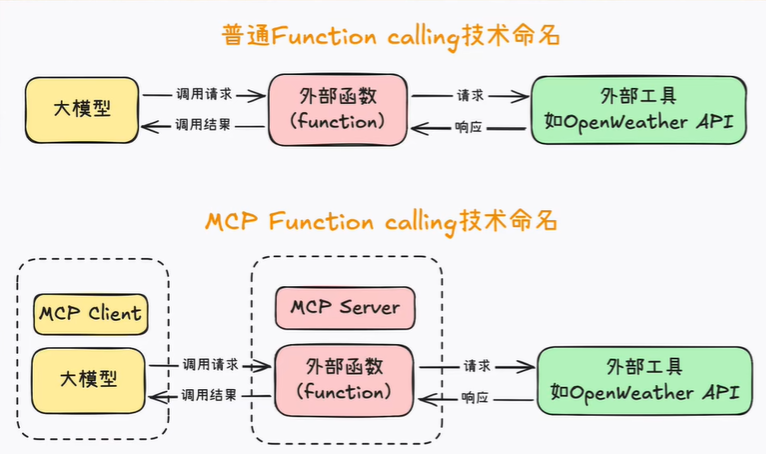 普通Function calling技术命名
大模型
调用请求
调用结果
外部函数
(function)
请求
响应
外部工具
如OpenWeather API
MCP Function calling技术命名
MCP Client
大模型
调用请求
调用结果
MCP Server
外部函数
(function)
请求
响应
外部工具
如OpenWeather API